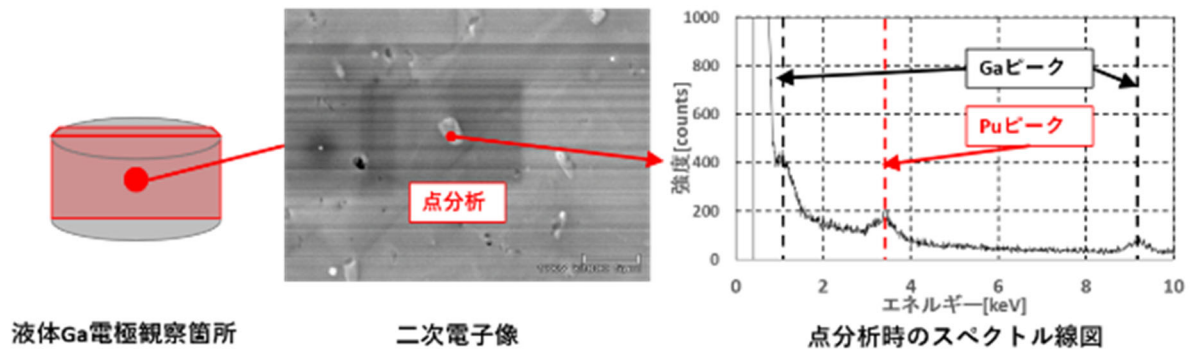 1000
800
600
400
200
0
強度[counts]
Gaピーク
Puピーク
点分析
0 2 4 6 8 10
エネルギー[keV]
液体Ga電極観察箇所
二次電子像
点分析時のスペクトル線図